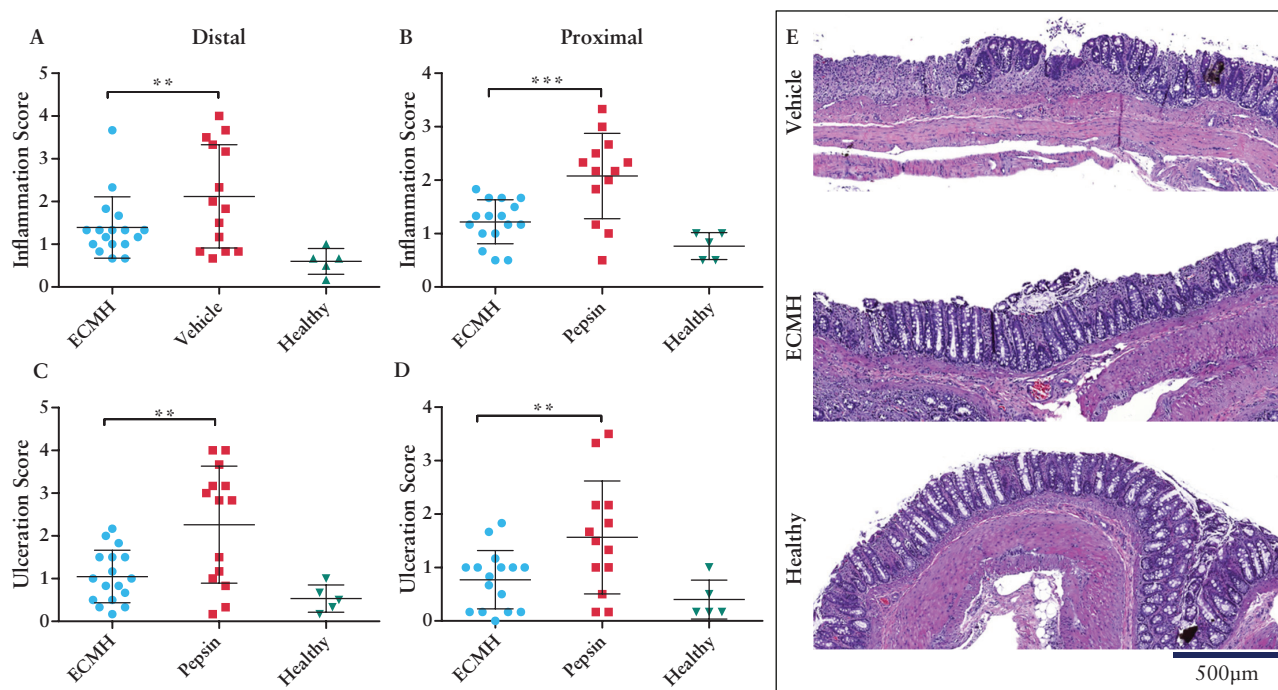 A Distal
Inflammation Score
5
4
3
2
1
0
**
ECMH
Vehicle
Healthy
B Proximal
Inflammation Score
4
3
2
1
0
***
ECMH
Pepsin
Healthy
C
Ulceration Score
5
4
3
2
1
0
**
ECMH
Pepsin
Healthy
D
Ulceration Score
4
3
2
1
0
**
ECMH
Pepsin
Healthy
E
Vehicle
ECMH
Healthy
500μm